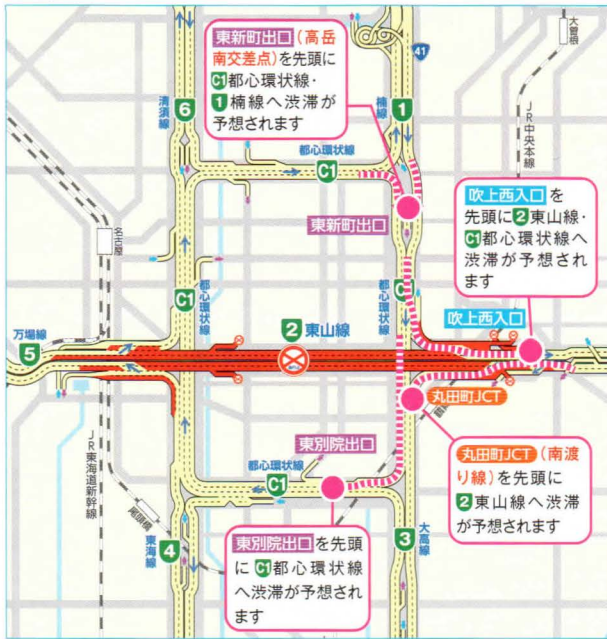 東新町出口(高岳
南交差点)を先頭に
C1都心環状線・
1楠線へ渋滞が
予想されます
41
大曽根
JR中央本線
6
清須線
楠線
1
都心環状線
C1
吹上西入口を
先頭に2東山線・
C1都心環状線へ
渋滞が予想され
ます
東新町出口
名古屋
C1
都心環状線
都心環状線
C
吹上西入口
万場線
5
2東山線
丸田町JCT
丸田町JCT(南渡
り線)を先頭に
2東山線へ渋滞
が予想されます
東別院出口
都心環状線
C1
JR東海道新幹線
尾頭橋
東海線
4
大高線
3
東別院出口を先頭
にC1都心環状線
へ渋滞が予想され
ます